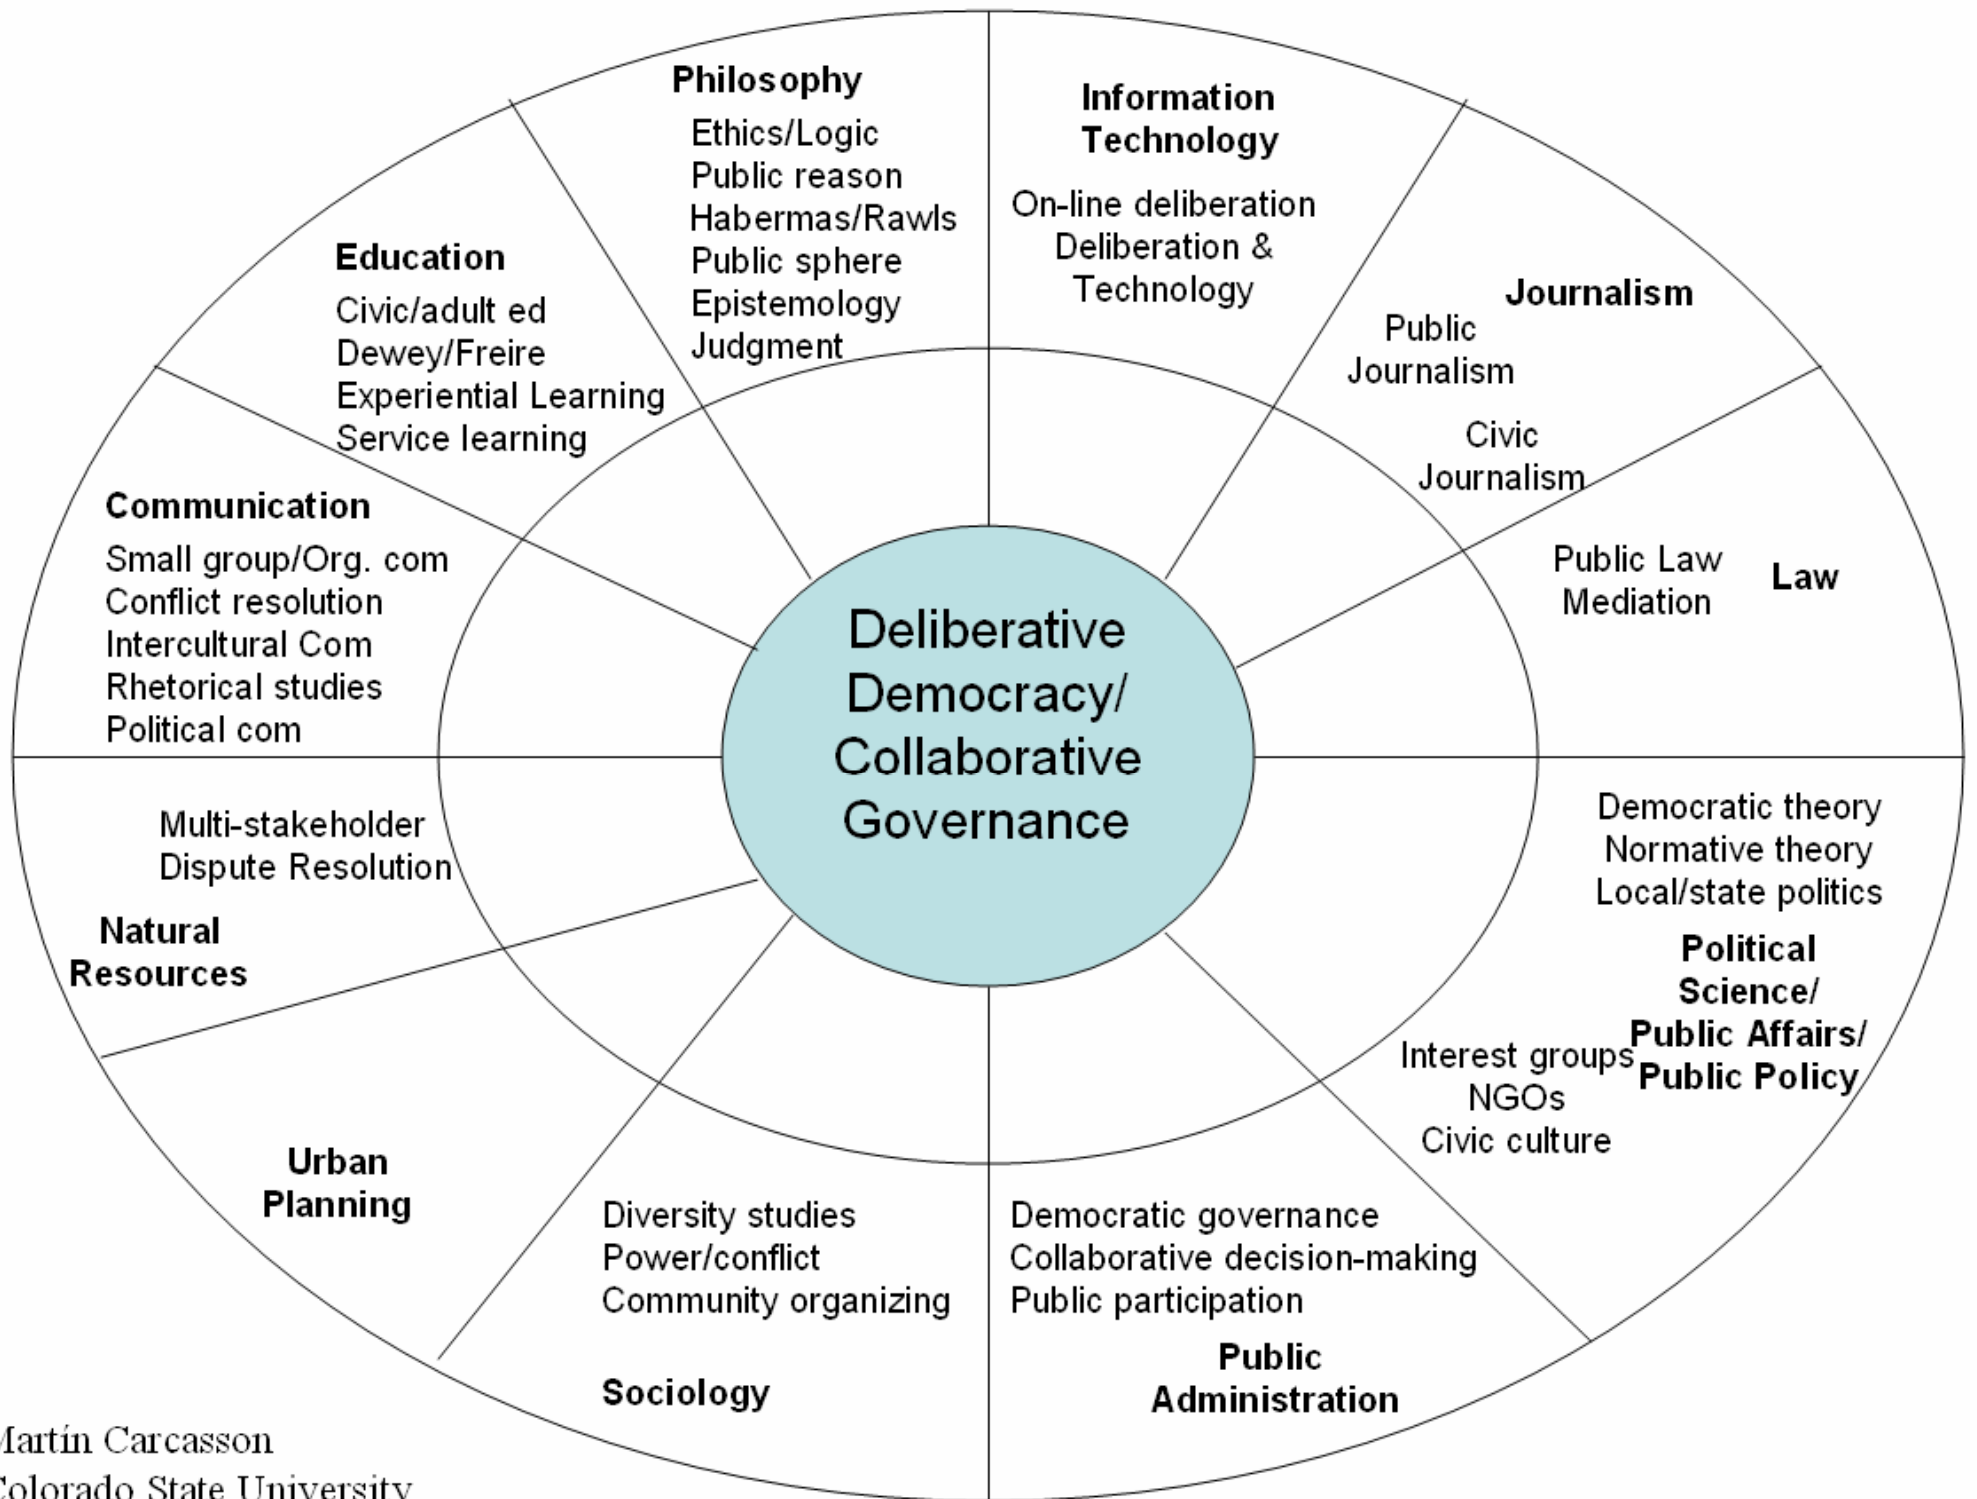 Philosophy
Ethics/Logic
Public reason
Habermas/Rawls
Public sphere
Epistemology
Judgment
Information
Technology
On-line deliberation
Deliberation &
Technology
Journalism
Public
Journalism
Civic
Journalism
Law
Public Law
Mediation
Democratic theory
Normative theory
Local/state politics
Political
Science/
Public Affairs/
Public Policy
Interest groups
NGOs
Civic culture
Democratic governance
Collaborative decision-making
Public participation
Public
Administration
Diversity studies
Power/conflict
Community organizing
Sociology
Urban
Planning
Multi-stakeholder
Dispute Resolution
Natural
Resources
Communication
Small group/Org. com
Conflict resolution
Intercultural Com
Rhetorical studies
Political com
Education
Civic/adult ed
Dewey/Freire
Experiential Learning
Service learning
Deliberative
Democracy/
Collaborative
Governance
Martín Carcasson
Colorado State University